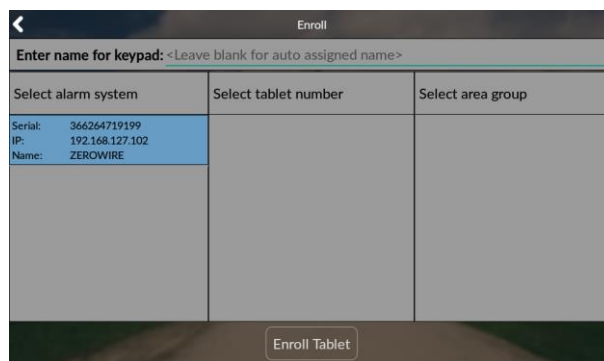 Enroll
Enter name for keypad: <Leave blank for auto assigned name>
Select alarm system
Select tablet number
Select area group
Serial: 366264719199
IP: 192.168.127.102
Name: ZEROWIRE
Enroll Tablet